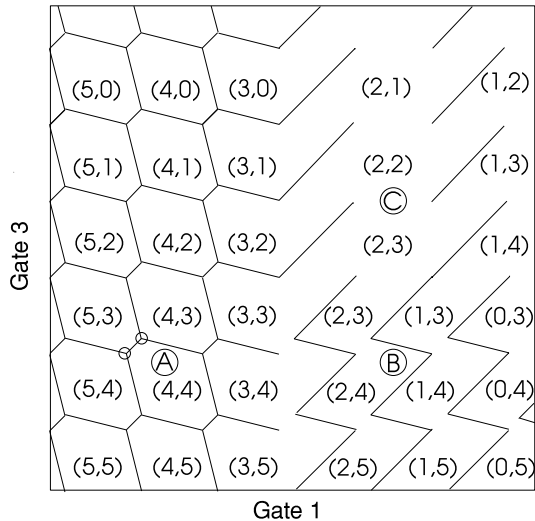 (5,0) (4,0) (3,0) (2,1) (1,2)
(5,1) (4,1) (3,1) (2,2) (1,3)
C
(5,2) (4,2) (3,2) (2,3) (1,4)
(5,3) (4,3) (3,3) (2,3) (1,3) (0,3)
A B
(5,4) (4,4) (3,4) (2,4) (1,4) (0,4)
(5,5) (4,5) (3,5) (2,5) (1,5) (0,5)
Gate 3
Gate 1